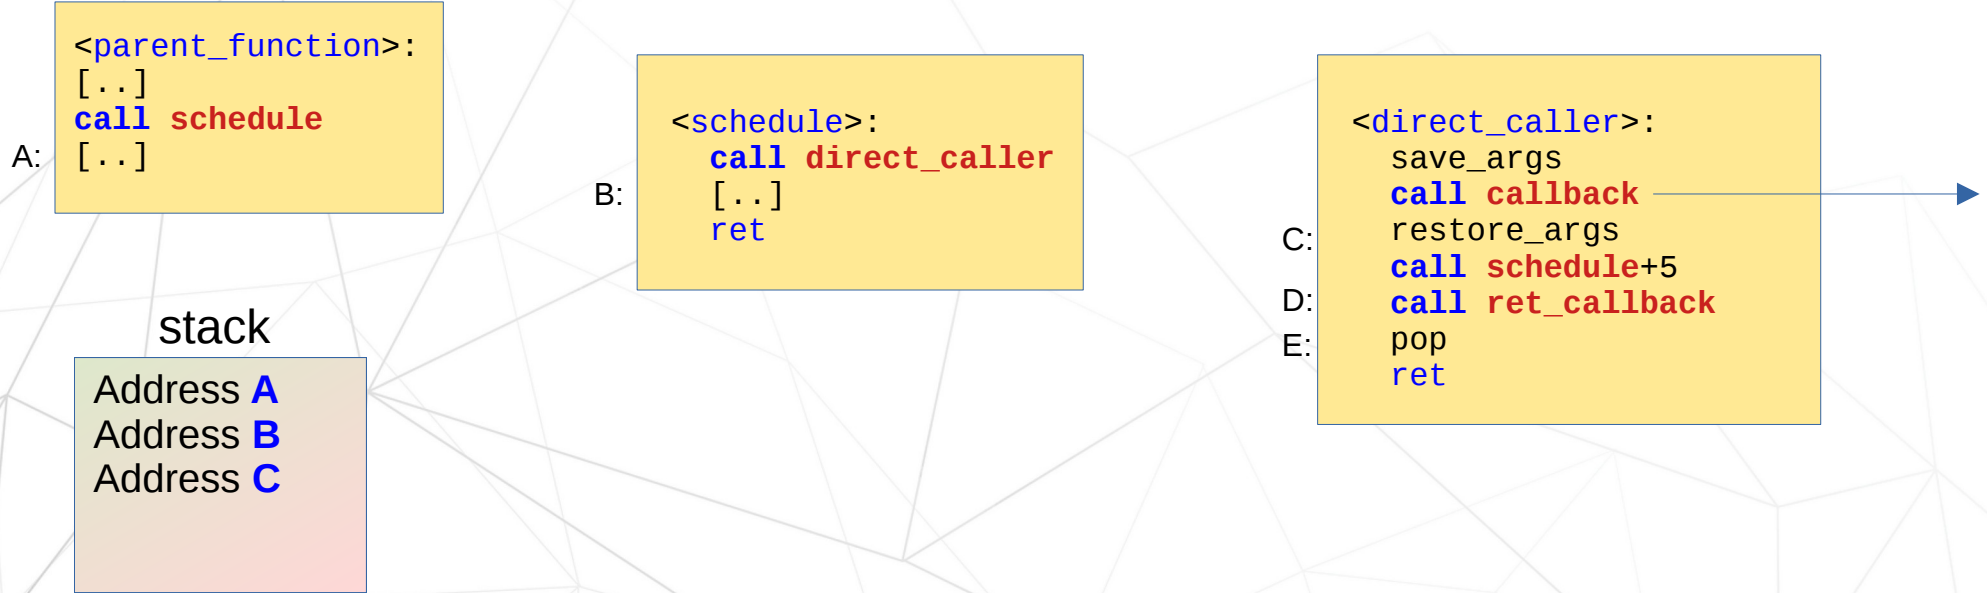 <parent_function>:
[..]
call schedule
A:
[..]
<schedule>:
call direct_caller
B:
[..]
ret
<direct_caller>:
save_args
call callback
restore_args
C:
call schedule+5
D:
call ret_callback
E:
pop
ret
stack
Address A
Address B
Address C